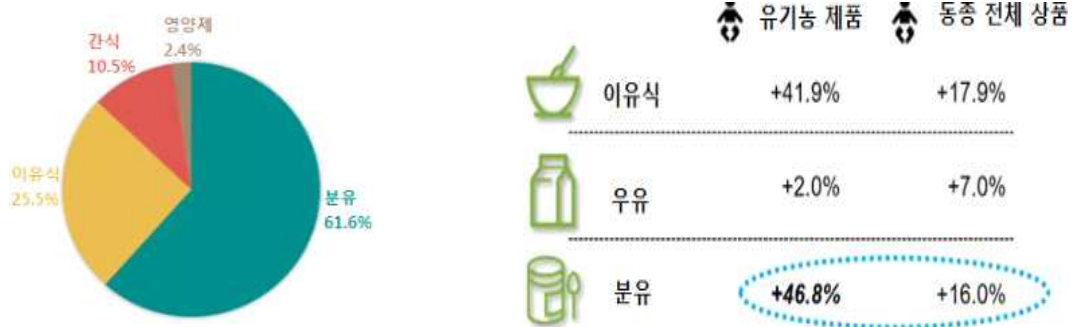 영양제
2.4%
간식
10.5%
이유식
25.5%
분유
61.6%
유기농 제품 동종 전체 상품
이유식 +41.9% +17.9%
우유 +2.0% +7.0%
분유 +46.8% +16.0%